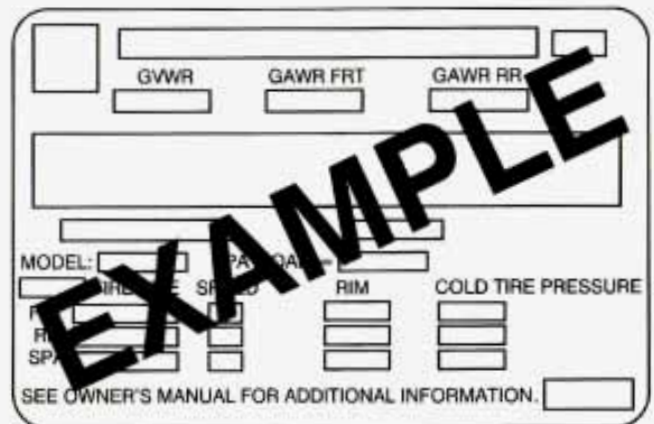 GVWR GAWR FRT GAWR RR
EXAMPLE
MODEL:
RIM COLD TIRE PRESSURE
SEE OWNER'S MANUAL FOR ADDITIONAL INFORMATION.